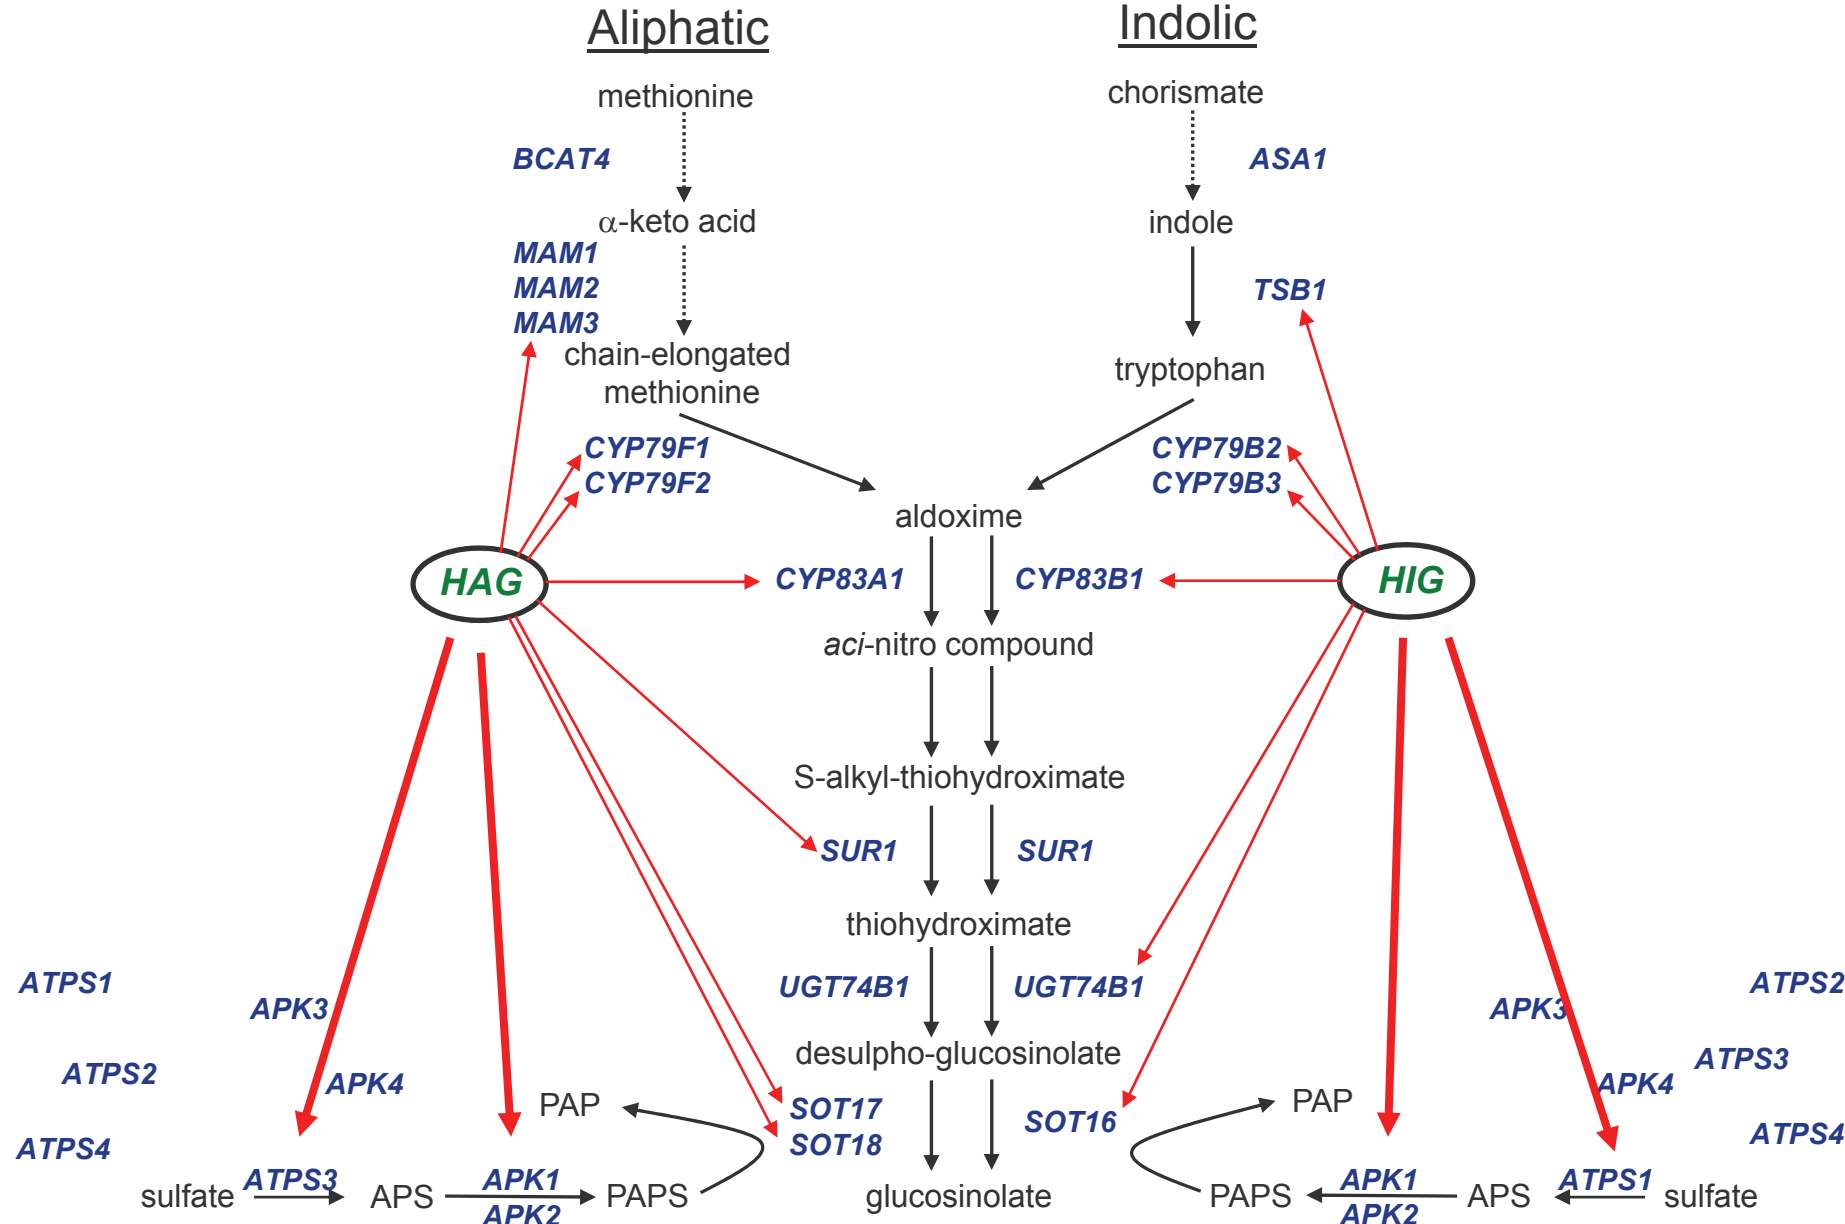 Aliphatic
Indolic
methionine
chorismate
BCAT4
ASA1
α-keto acid
indole
MAM1
MAM2
MAM3
TSB1
chain-elongated
methionine
tryptophan
CYP79F1
CYP79F2
CYP79B2
CYP79B3
aldoxime
HAG
CYP83A1
CYP83B1
HIG
aci-nitro compound
S-alkyl-thiohydroximate
SUR1
SUR1
thiohydroximate
ATPS1
APK3
UGT74B1
UGT74B1
APK3
ATPS2
desulpho-glucosinolate
ATPS2
APK4
ATPS3
APK4
PAP
SOT17
SOT18
SOT16
PAP
ATPS4
ATPS4
sulfate
ATPS3
APS
APK1
APK2
PAPS
glucosinolate
PAPS
APK1
APK2
APS
ATPS1
sulfate